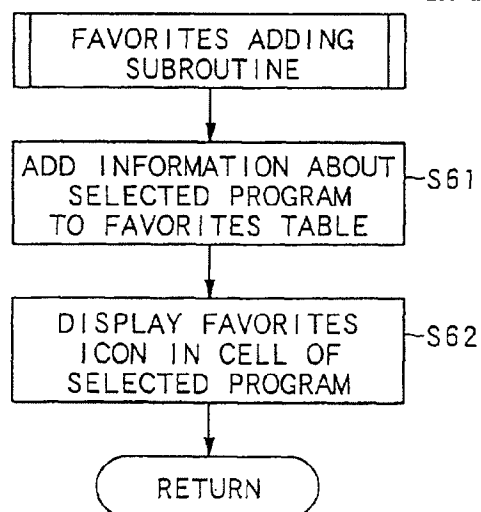 FAVORITES ADDING
SUBROUTINE
ADD INFORMATION ABOUT
SELECTED PROGRAM
TO FAVORITES TABLE
S61
DISPLAY FAVORITES
ICON IN CELL OF
SELECTED PROGRAM
S62
RETURN